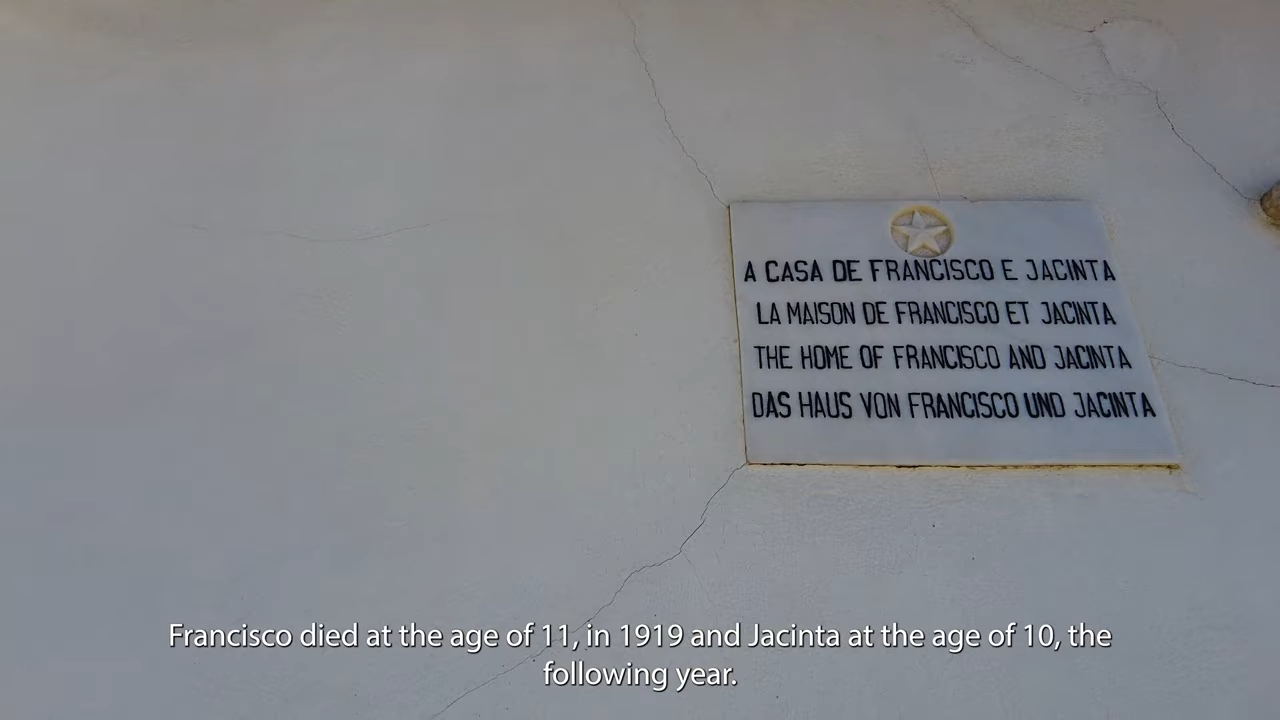 A CASA DE FRANCISCO E JACINTA
LA MAISON DE FRANCISCO ET JACINTA
THE HOME OF FRANCISCO AND JACINTA
DAS HAUS VON FRANCISCO UND JACINTA
Francisco died at the age of 11, in 1919 and Jacinta at the age of 10, the
following year.